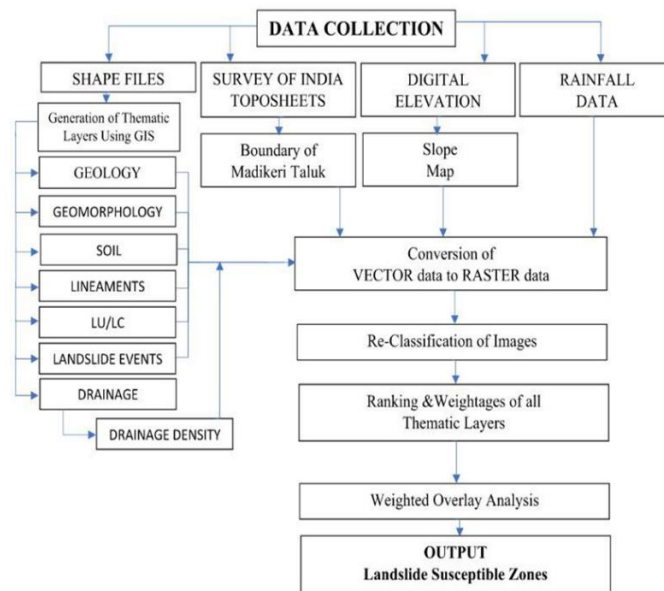 DATA COLLECTION
SHAPE FILES
SURVEY OF INDIA
TOPOSHEETS
DIGITAL
ELEVATION
RAINFALL
DATA
Generation of Thematic
Layers Using GIS
Boundary of
Madikeri Taluk
Slope
Map
GEOLOGY
GEOMORPHOLOGY
SOIL
LINEAMENTS
LU/LC
LANDSLIDE EVENTS
DRAINAGE
DRAINAGE DENSITY
Conversion of
VECTOR data to RASTER data
Re-Classification of Images
Ranking &Weightages of all
Thematic Layers
Weighted Overlay Analysis
OUTPUT
Landslide Susceptible Zones